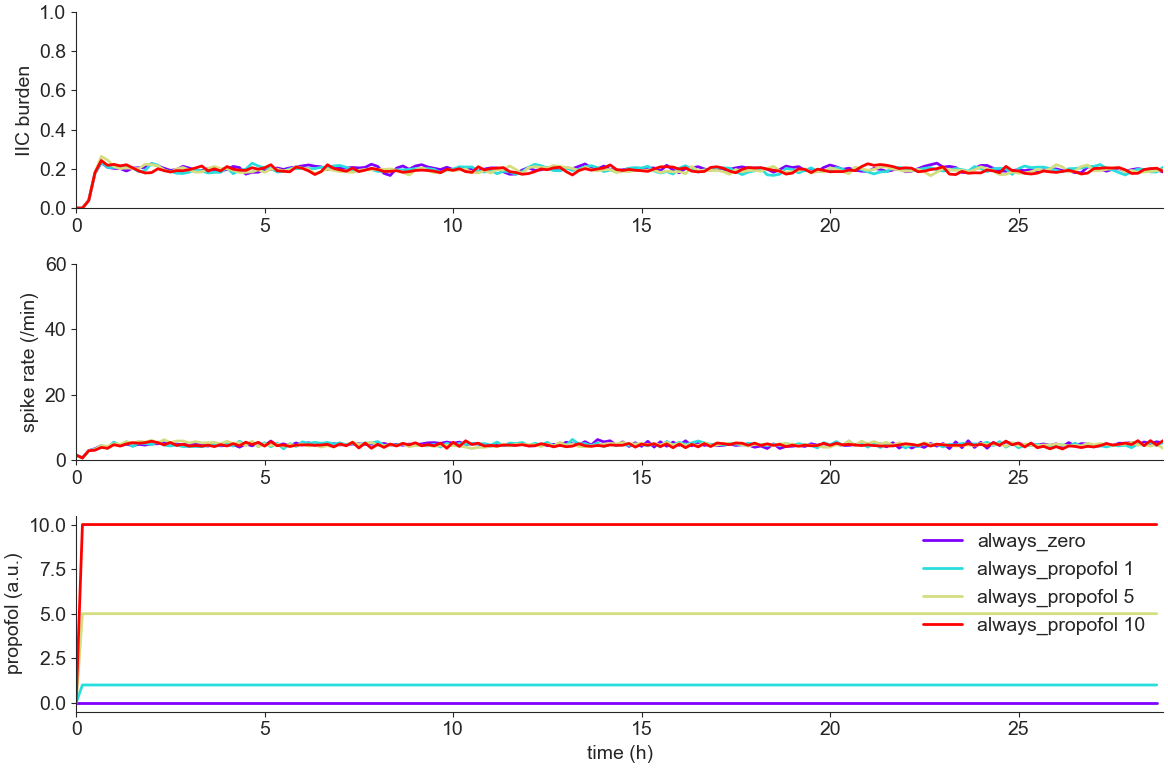 IIC burden
1.0
0.8
0.6
0.4
0.2
0.0
0 5 10 15 20 25
spike rate (/min)
60
40
20
0
0 5 10 15 20 25
propofol (a.u.)
10.0
7.5
5.0
2.5
0.0
always_zero
always_propofol 1
always_propofol 5
always_propofol 10
0 5 10 15 20 25
time (h)